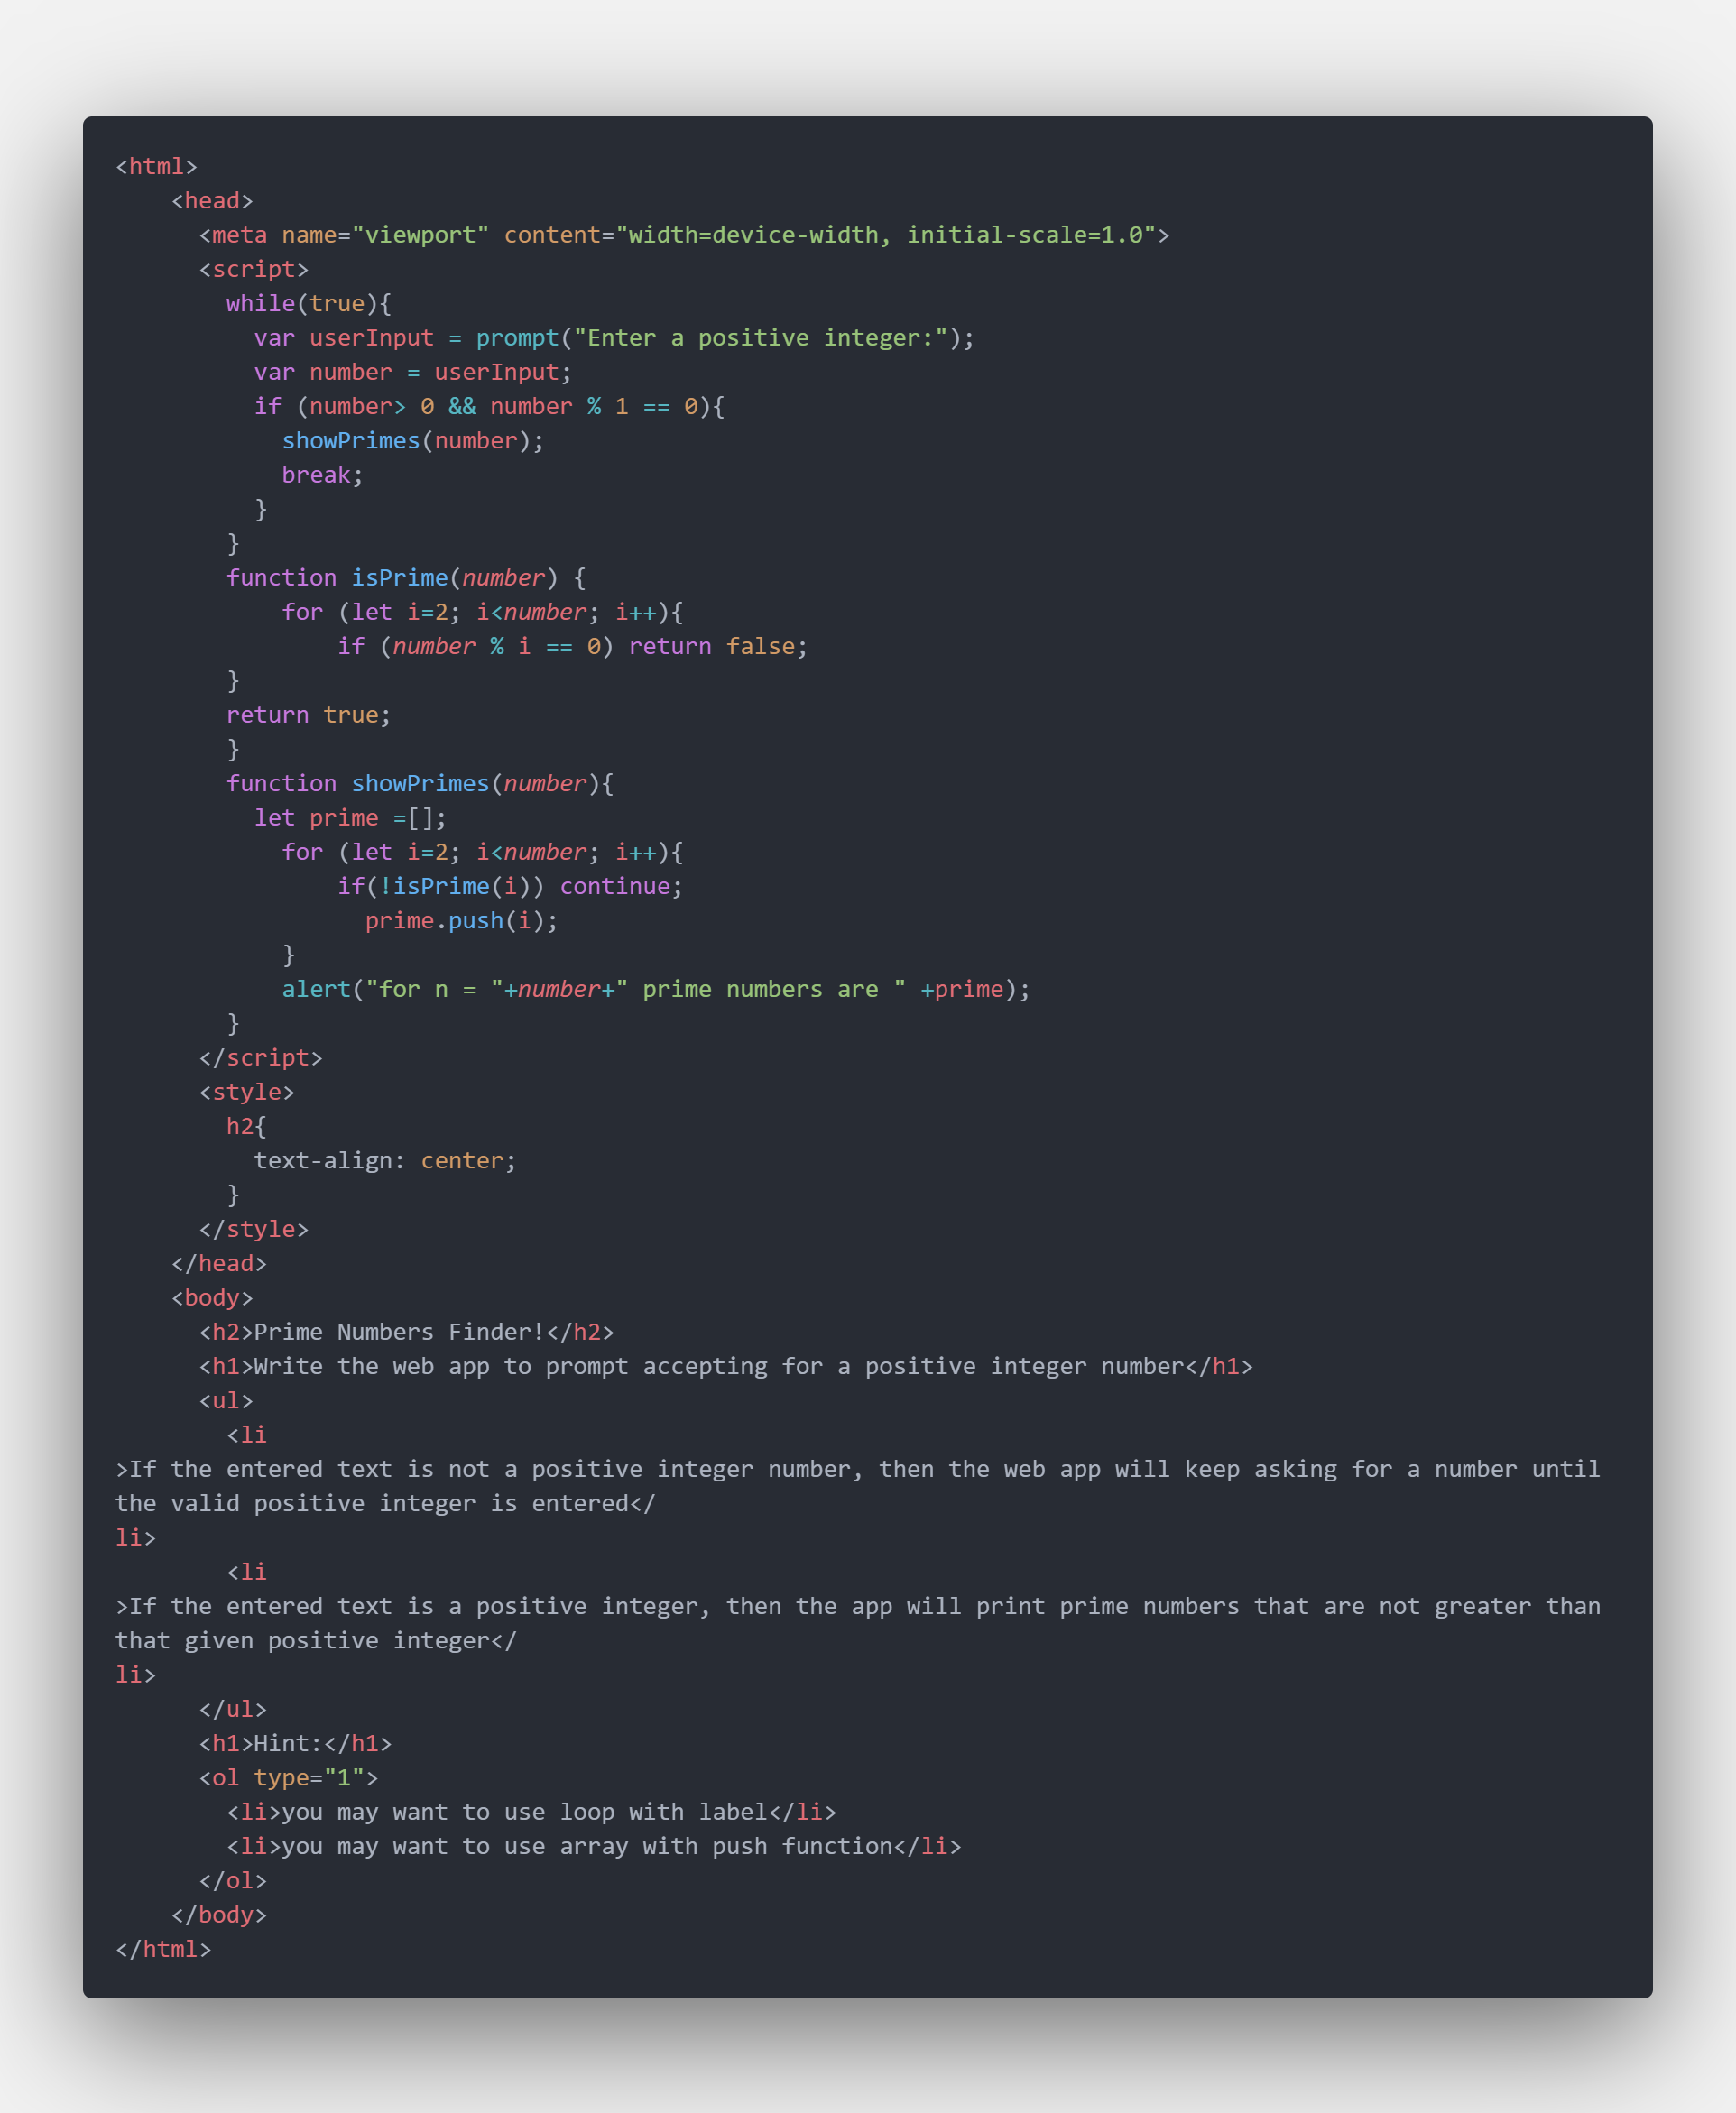 <html>
    <head>
      <meta name="viewport" content="width=device-width, initial-scale=1.0">
      <script>
        while(true){
          var userInput = prompt("Enter a positive integer:");
          var number = userInput;
          if (number> 0 && number % 1 == 0){
            showPrimes(number);
            break;
          }
        }
        function isPrime(number) {
            for (let i=2; i<number; i++){
                if (number % i == 0) return false;
        }
        return true;
        }
        function showPrimes(number){
          let prime =[];
            for (let i=2; i<number; i++){
                if(!isPrime(i)) continue;
                  prime.push(i);
            }
            alert("for n = "+number+" prime numbers are " +prime);
        }
      </script>
      <style>
        h2{
          text-align: center;
        }
      </style>
    </head>
    <body>
      <h2>Prime Numbers Finder!</h2>
      <h1>Write the web app to prompt accepting for a positive integer number</h1>
      <ul>
        <li
>If the entered text is not a positive integer number, then the web app will keep asking for a number until
the valid positive integer is entered</
li>
        <li
>If the entered text is a positive integer, then the app will print prime numbers that are not greater than
that given positive integer</
li>
      </ul>
      <h1>Hint:</h1>
      <ol type="1">
        <li>you may want to use loop with label</li>
        <li>you may want to use array with push function</li>
      </ol>
    </body>
</html>